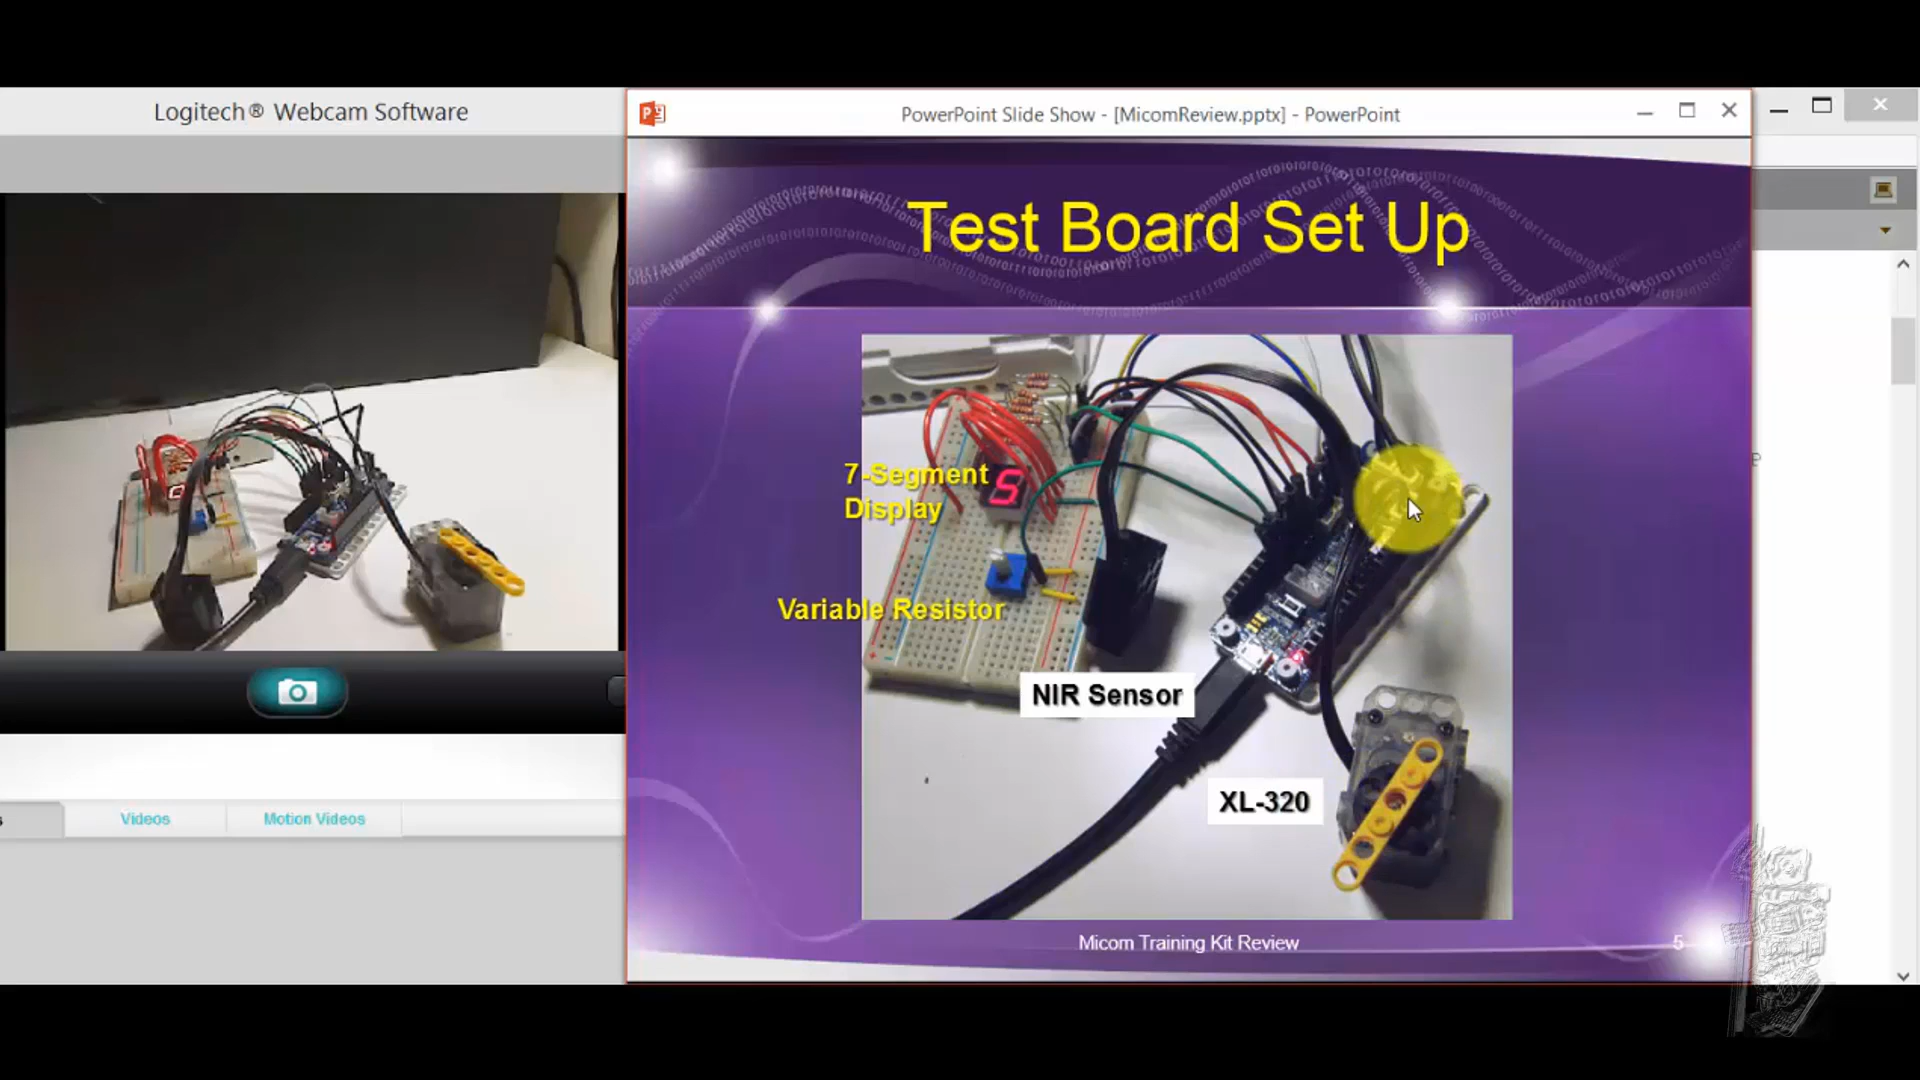 Logitech® Webcam Software
PowerPoint Slide Show - [MicomReview.pptx] - PowerPoint
Test Board Set Up
7-Segment
Display
5
Variable Resistor
NIR Sensor
XL-320
Micom Training Kit Review
5
Videos
Motion Videos